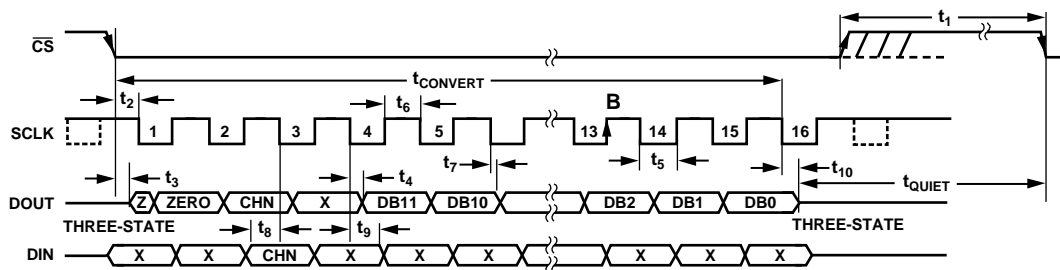 t1
CS
tCONVERT
t2
t6
B
SCLK
1 2 3 4 5 13 14 15 16
t7
t5
t3
t4
t10
tQUIET
DOUT
Z ZERO CHN X DB11 DB10 DB2 DB1 DB0
THREE-STATE
THREE-STATE
t8
t9
DIN
X X CHN X X X X X X